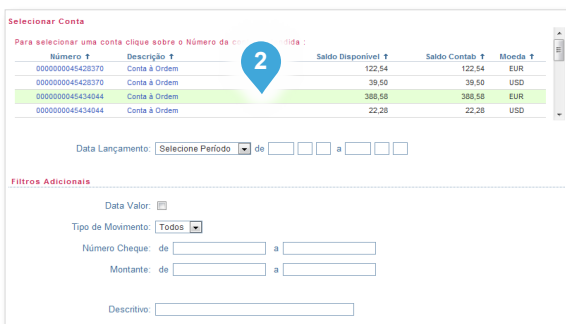 Selecionar Conta
Para selecionar uma conta clique sobre o Número da dida :
Número ↑ Descrição ↑ Saldo Disponível ↑ Saldo Contab ↑ Moeda ↑
0000000045428370 Conta à Ordem 122,54 122,54 EUR
0000000045428370 Conta à Ordem 39,50 39,50 USD
0000000045434044 Conta à Ordem 388,58 388,58 EUR
0000000045434044 Conta à Ordem 22,28 22,28 USD
2
Data Lançamento: Selecione Período de a
Filtros Adicionais
Data Valor:
Tipo de Movimento: Todos
Número Cheque: de a
Montante: de a
Descritivo: